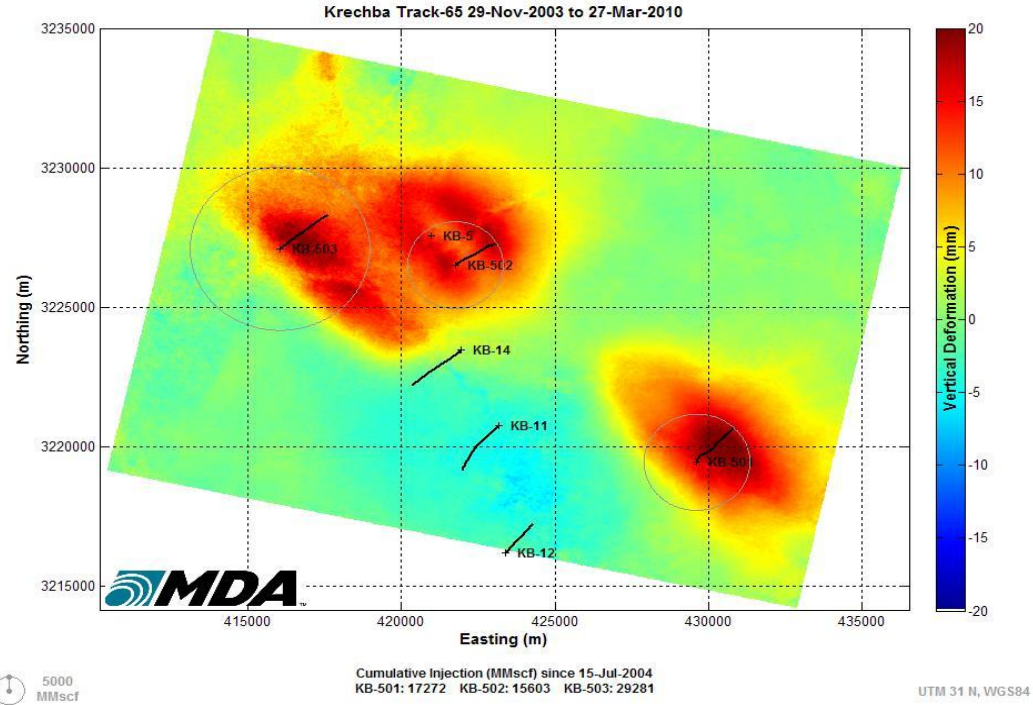 Krechba Track-65 29-Nov-2003 to 27-Mar-2010
3235000
3230000
3225000
3220000
3215000
Northing (m)
KB-503
KB-5
KB-502
KB-14
KB-11
KB-501
KB-12
MDA
415000
420000
425000
430000
435000
Easting (m)
20
15
10
5
0
-5
-10
-15
-20
Vertical Deformation (mm)
Cumulative Injection (MMscf) since 15-Jul-2004
KB-501: 17272 KB-502: 15603 KB-503: 29281
5000
MMscf
UTM 31 N, WGS84